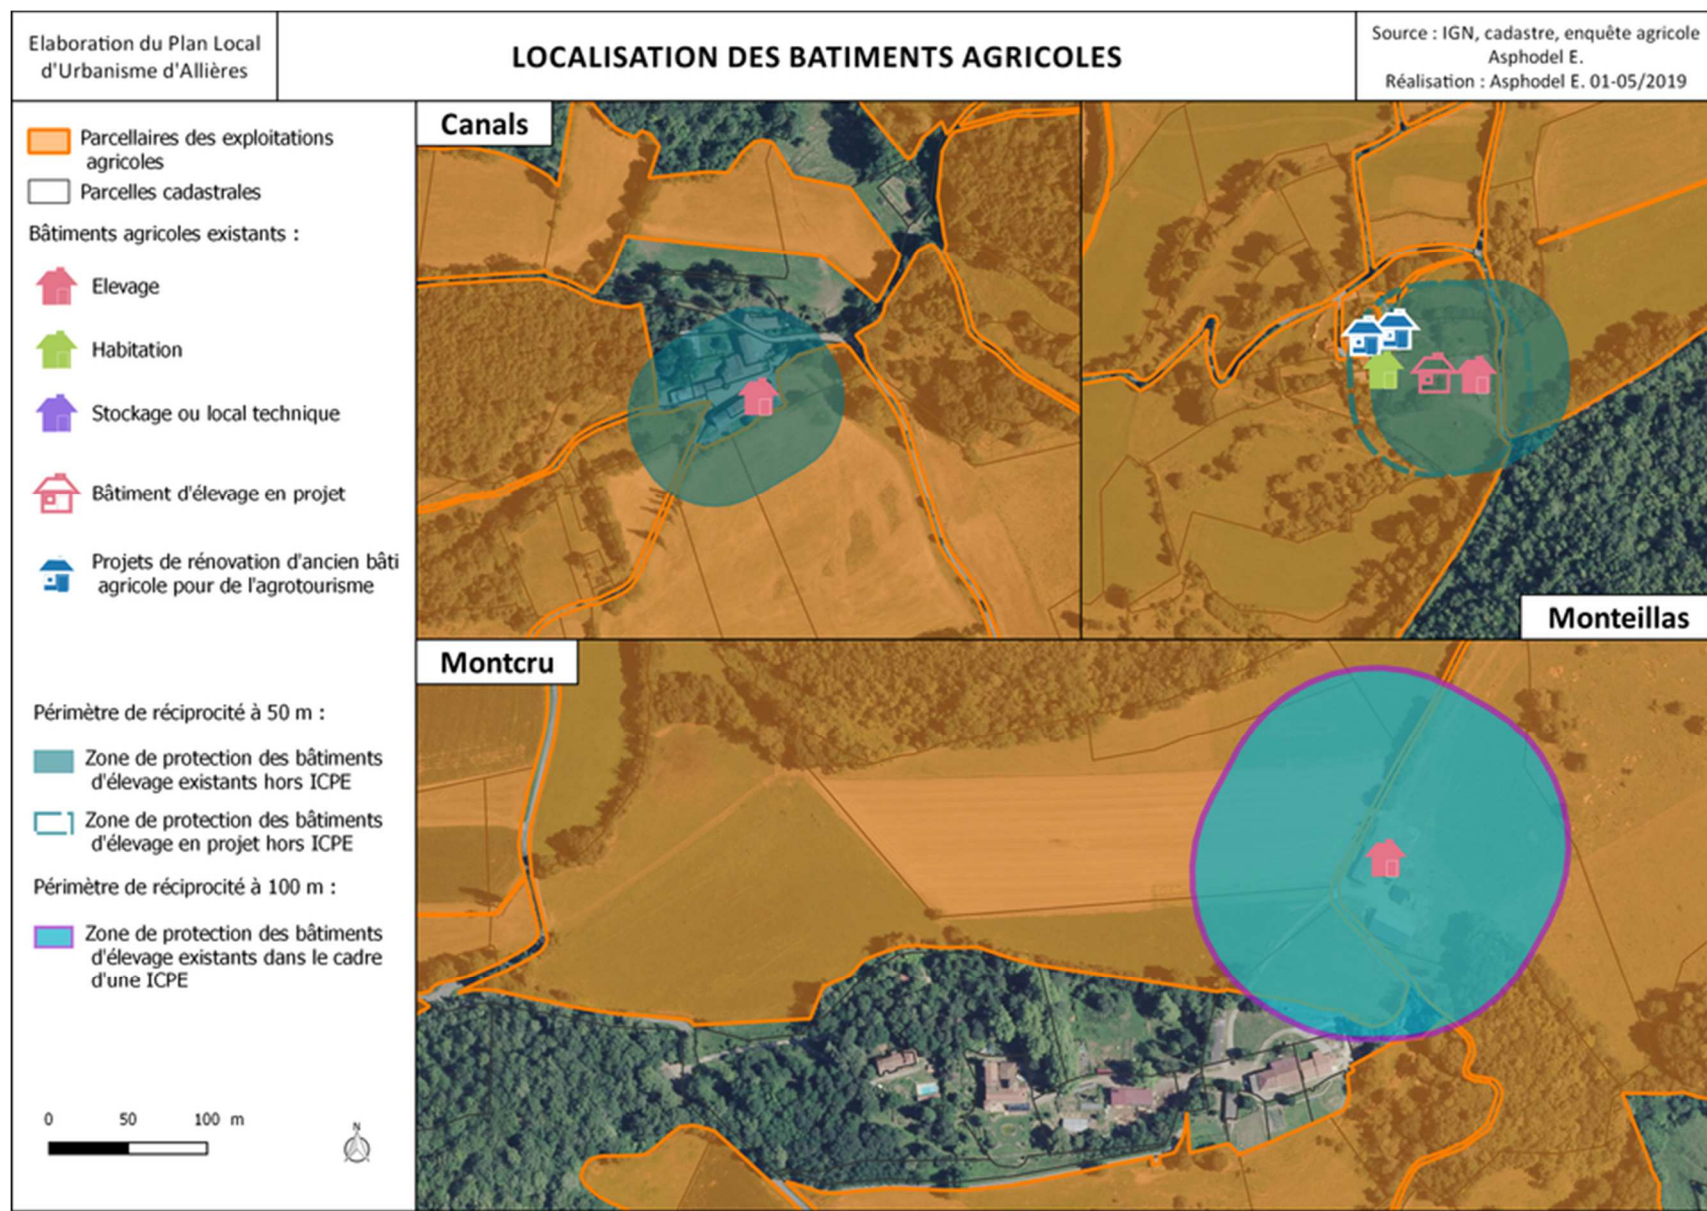 Elaboration du Plan Local
d'Urbanisme d'Allières
LOCALISATION DES BATIMENTS AGRICOLES
Source : IGN, cadastre, enquête agricole
Asphodel E.
Réalisation : Asphodel E. 01-05/2019
Parcellaires des exploitations
agricoles
Parcelles cadastrales
Bâtiments agricoles existants :
Elevage
Habitation
Stockage ou local technique
Bâtiment d'élevage en projet
Projets de rénovation d'ancien bâti
agricole pour de l'agrotourisme
Périmètre de réciprocité à 50 m :
Zone de protection des bâtiments
d'élevage existants hors ICPE
Zone de protection des bâtiments
d'élevage en projet hors ICPE
Périmètre de réciprocité à 100 m :
Zone de protection des bâtiments
d'élevage existants dans le cadre
d'une ICPE
0 50 100 m
N
Canals
Monteillas
Montcru